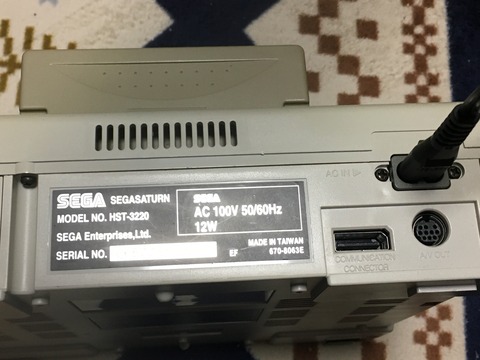 SEGA SEGASATURN
MODEL NO. HST-3220
SEGA Enterprises,Ltd.
SERIAL NO.
SEGA
AC 100V 50/60Hz
12W
MADE IN TAIWAN
EF 670-8063E
AC IN
COMMUNICATION
CONNECTOR
A/V OUT